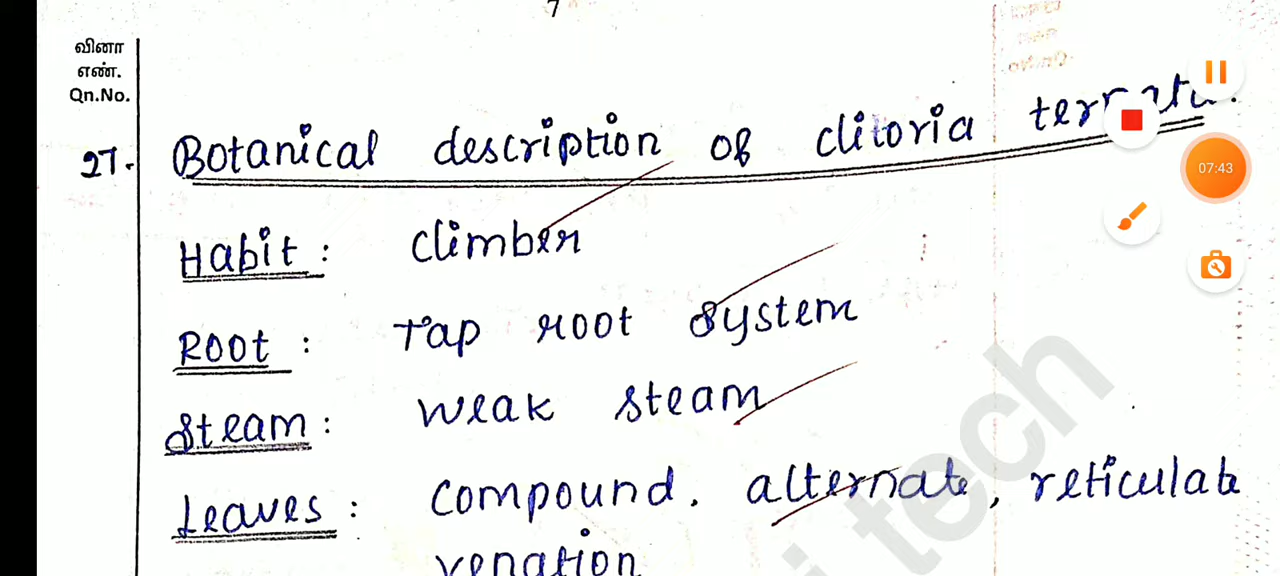 7
வினா
எண்.
Qn.No.
27. Botanical description of clitoria
07:43
Habit : climber
Root : Tap root system
Steam : weak steam
Leaves : compound, alternate, reticulate
venation
tech